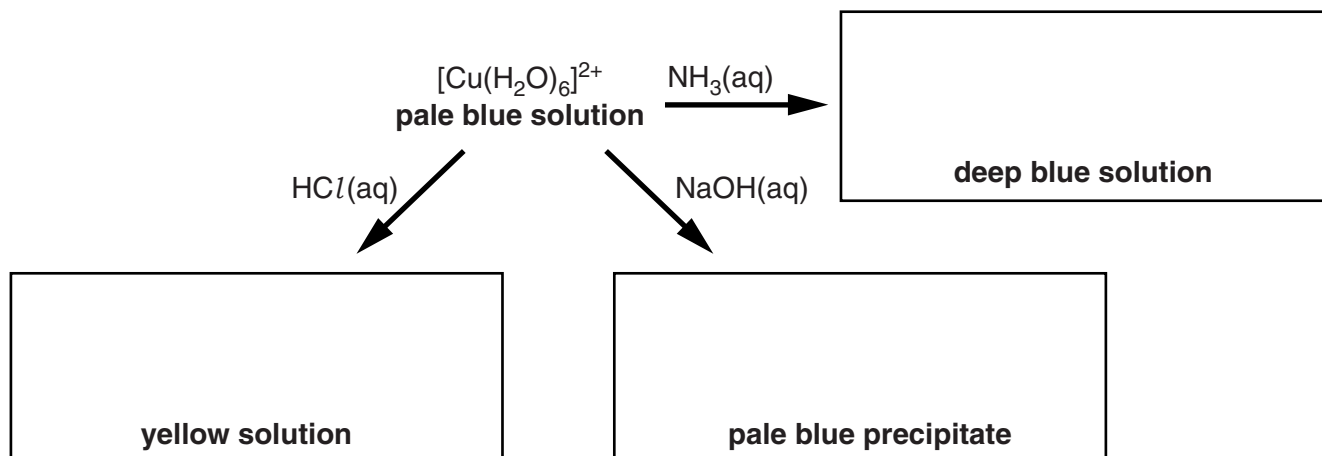 [Cu(H₂O)₆]²⁺
pale blue solution
NH₃(aq)
deep blue solution
HCl(aq)
NaOH(aq)
yellow solution
pale blue precipitate